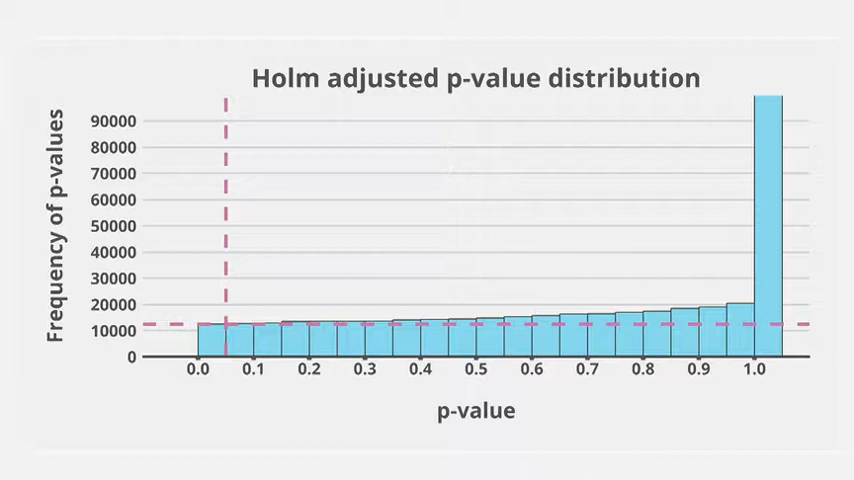 Holm adjusted p-value distribution
Frequency of p-values
90000
80000
70000
60000
50000
40000
30000
20000
10000
0
0.0 0.1 0.2 0.3 0.4 0.5 0.6 0.7 0.8 0.9 1.0
p-value